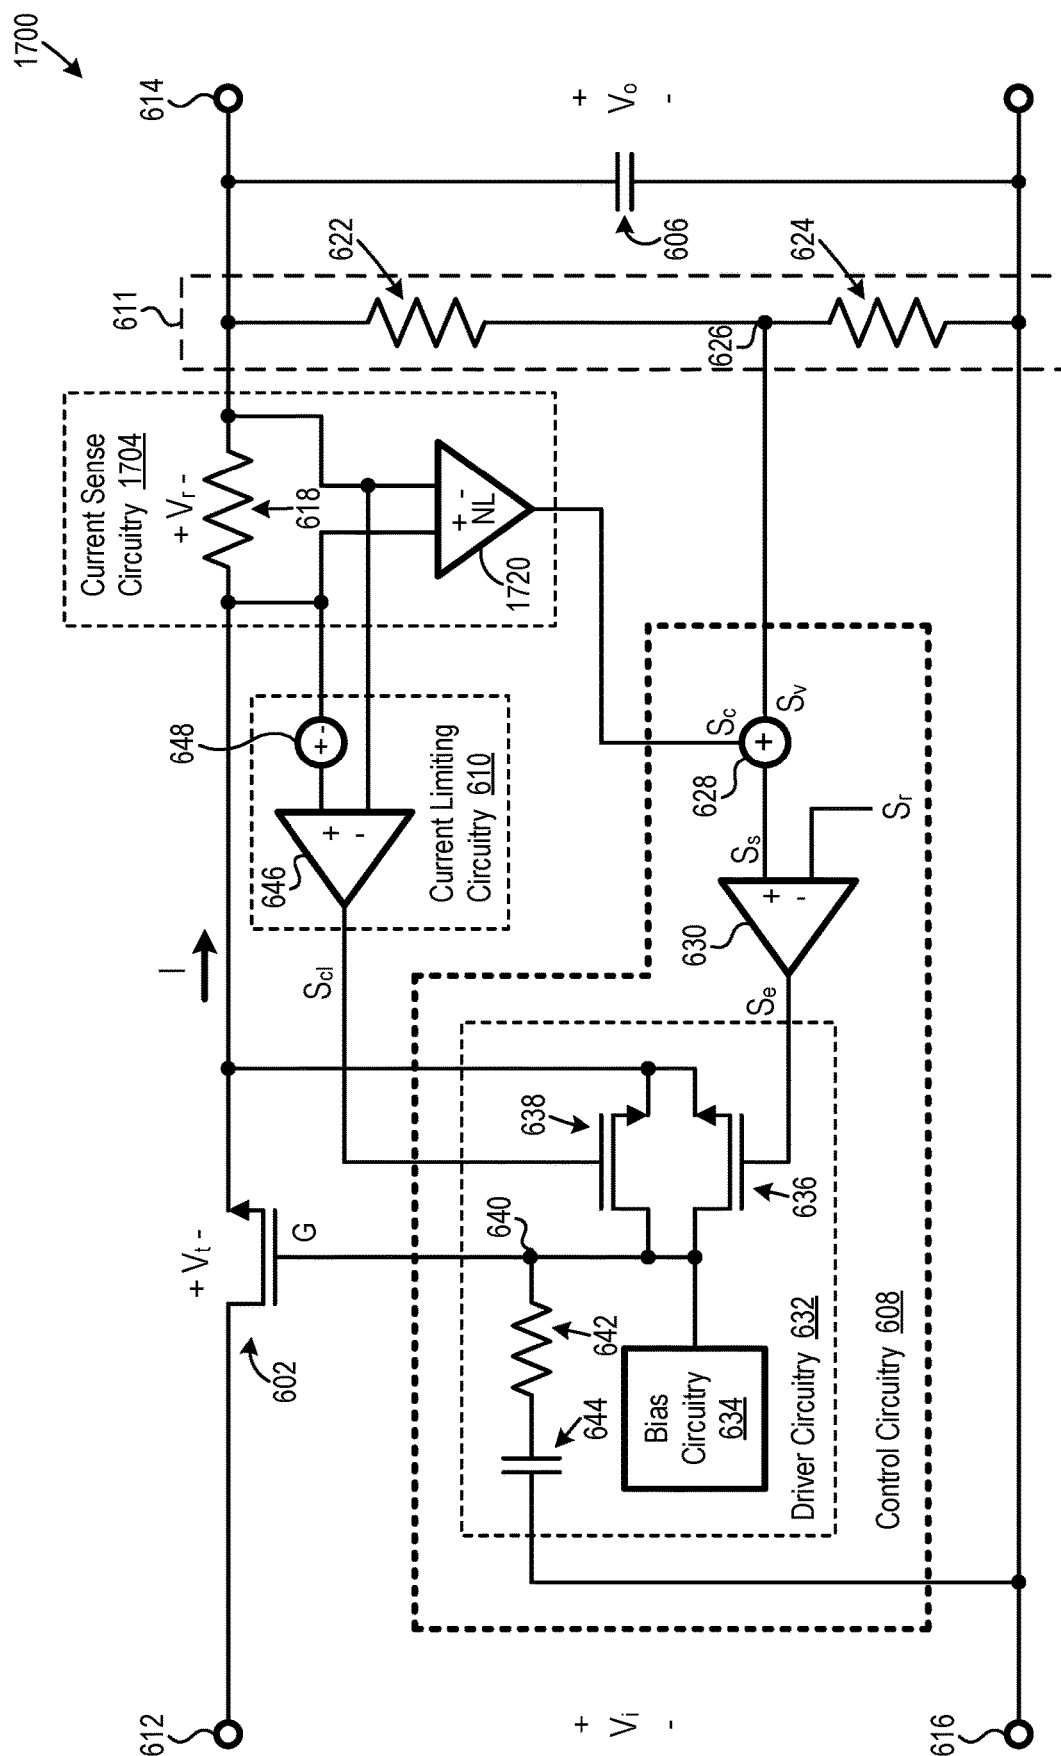 1700
612
602
+ Vt -
G
I
+ Vr -
618
Current Sense
Circuitry 1704
611
614
648
646
Current Limiting
Circuitry 610
Scl
+
-
+ -
+ -
NL
1720
622
606
+
Vo
-
624
626
640
638
636
642
644
Bias
Circuitry
634
Driver Circuitry 632
Control Circuitry 608
Se
630
+
-
Ss
Sr
628
+
Sc
Sv
+
Vi
-
616